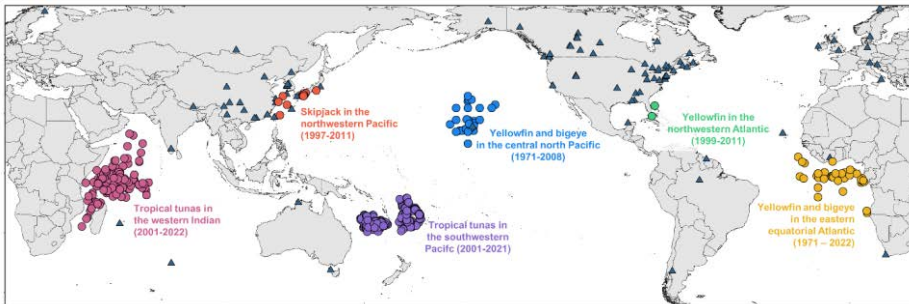 Skipjack in the
northwestern Pacific
(1997-2011)
Yellowfin and bigeye
in the central north Pacific
(1971-2008)
Yellowfin in the
northwestern Atlantic
(1999-2011)
Tropical tunas in
the western Indian
(2001-2022)
Tropical tunas in
the southwestern
Pacifc (2001-2021)
Yellowfin and bigeye
in the eastern
equatorial Atlantic
(1971 – 2022)